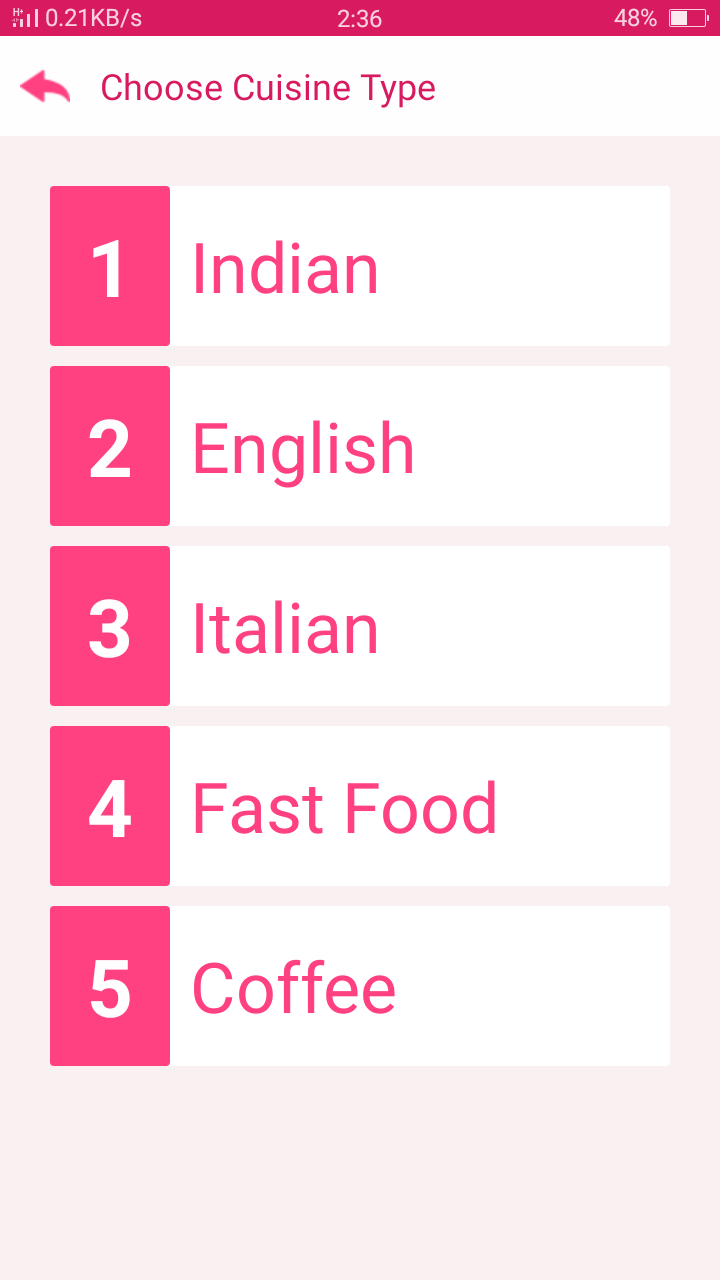 H+ 0.21KB/s 2:36 48%
Choose Cuisine Type
1 Indian
2 English
3 Italian
4 Fast Food
5 Coffee